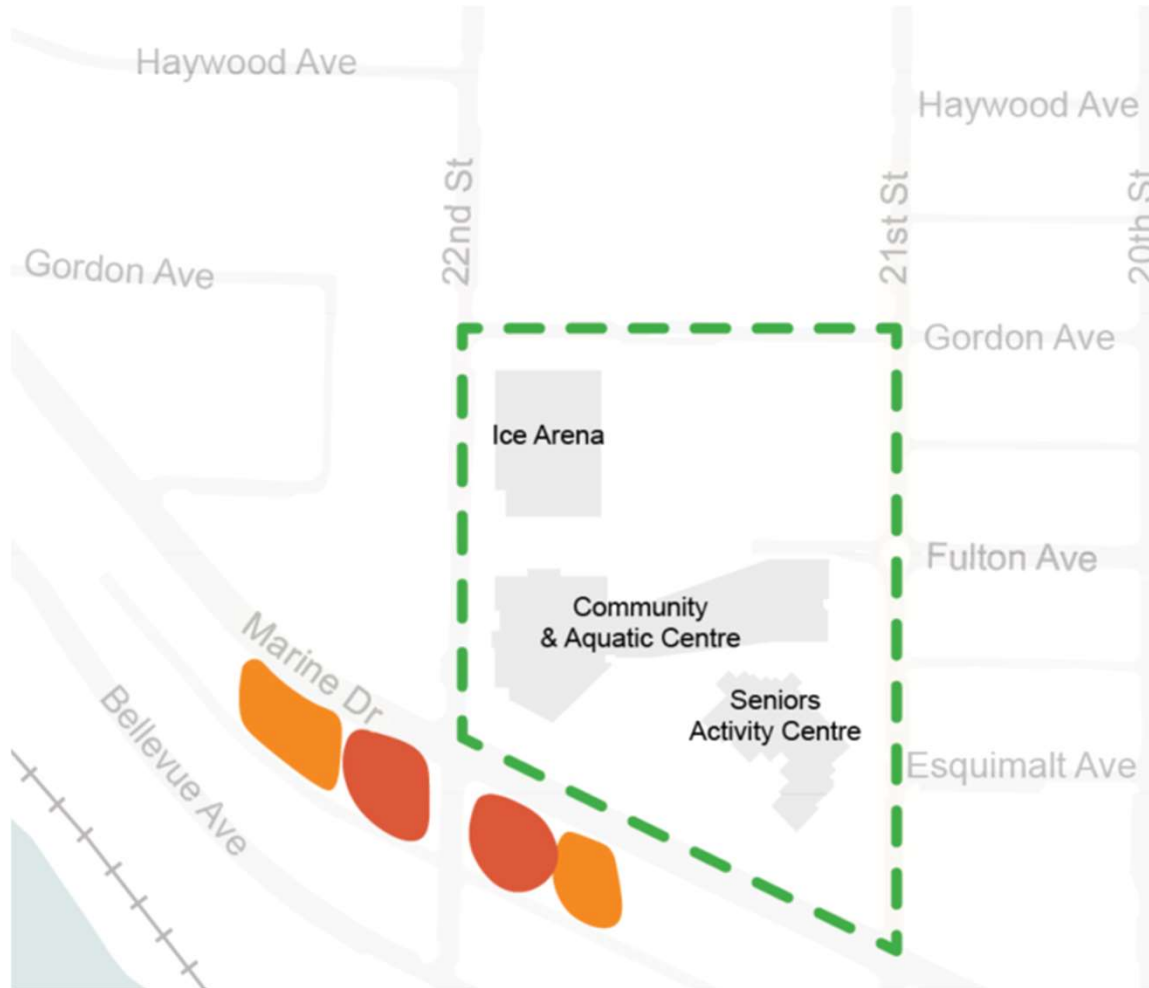 Haywood Ave
Haywood Ave
22nd St
21st St
20th St
Gordon Ave
Gordon Ave
Ice Arena
Fulton Ave
Community
& Aquatic Centre
Marine Dr
Seniors
Activity Centre
Bellevue Ave
Esquimalt Ave